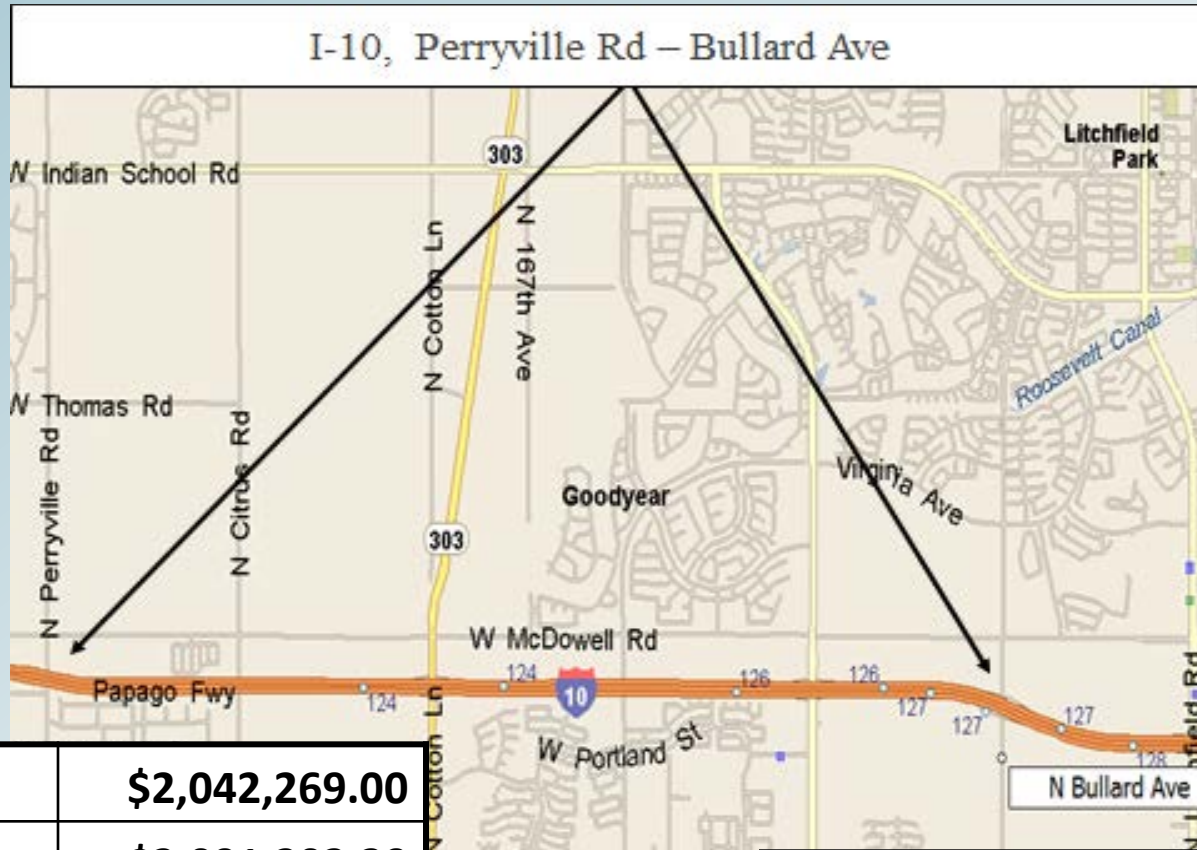 I-10, Perryville Rd – Bullard Ave
Litchfield
Park
303
W Indian School Rd
N Cotton Ln
N 167th Ave
Roosevelt Canal
W Thomas Rd
N Perryville Rd
N Citrus Rd
Virginia Ave
Goodyear
303
W McDowell Rd
124
124
10
126
126
127
127
127
128
Papago Fwy
W Portland St
N Cotton Ln
N Bullard Ave
$2,042,269.00